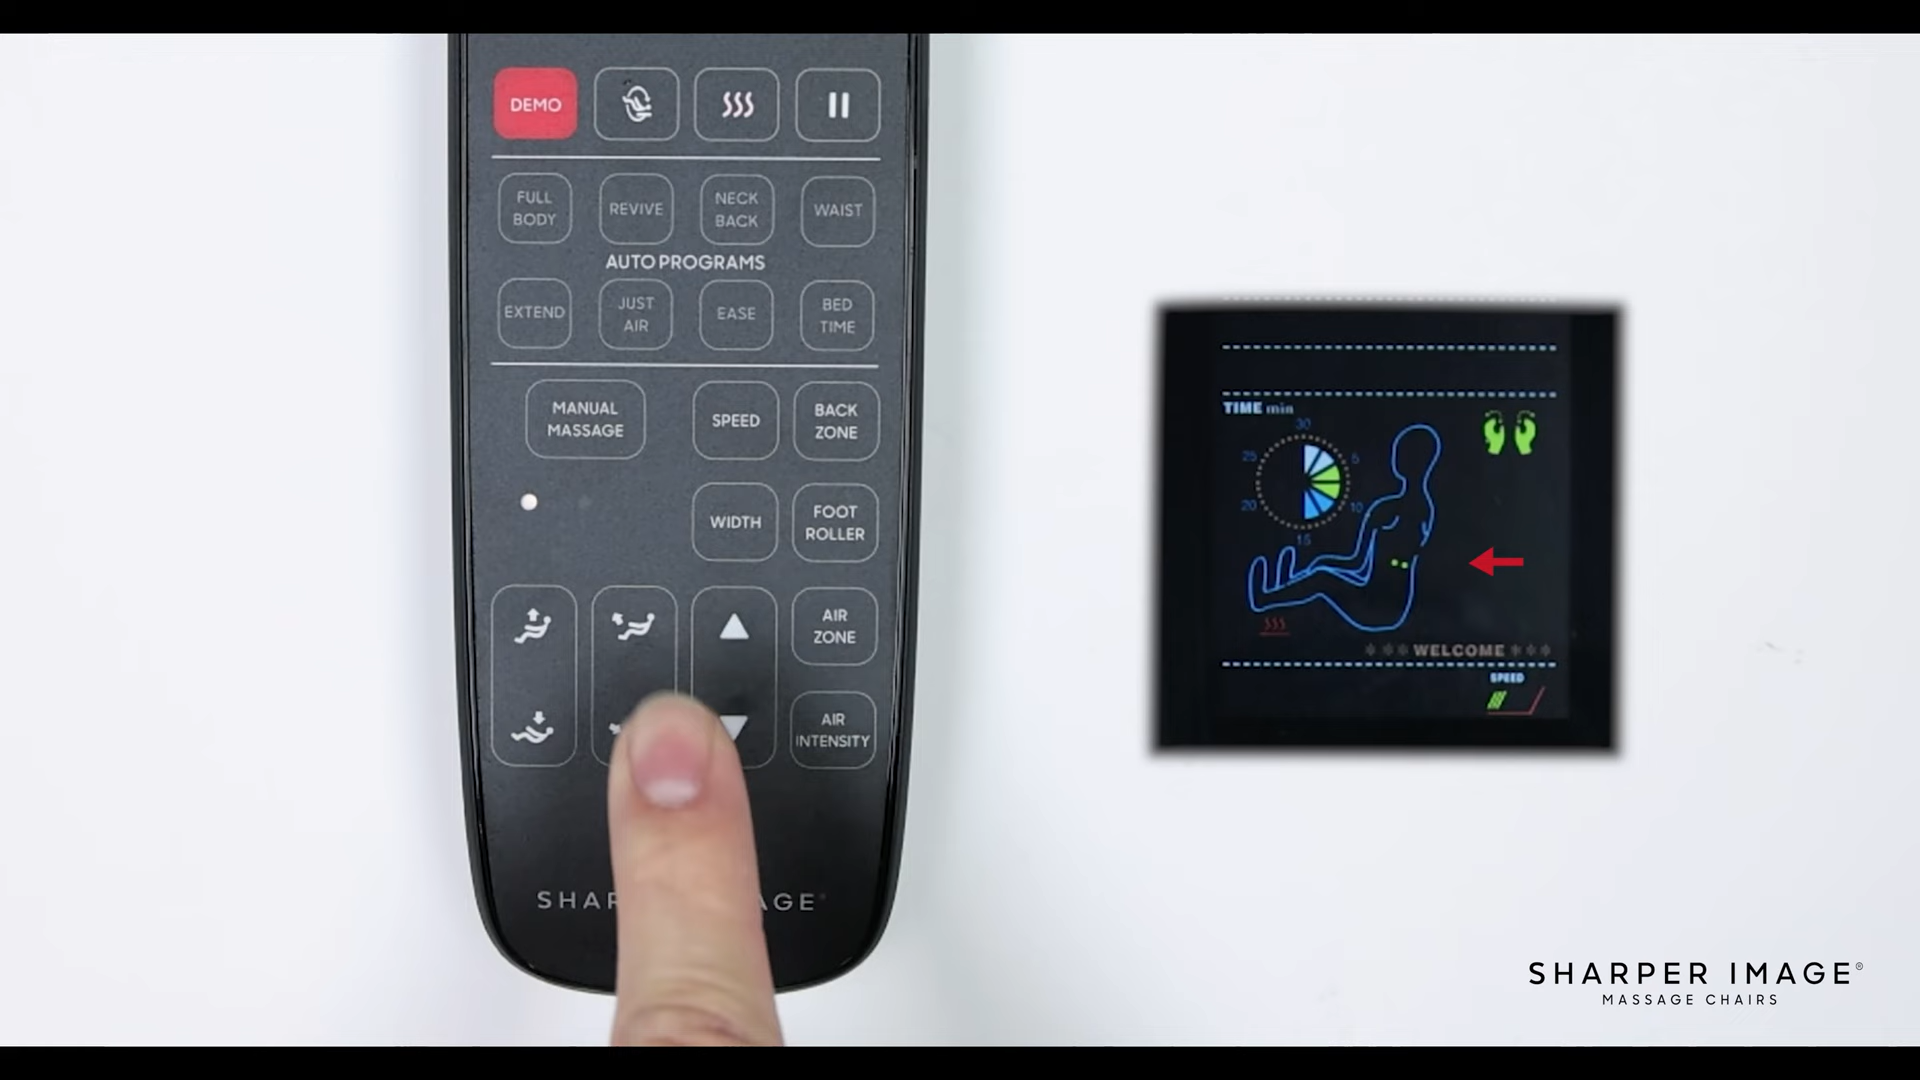 DEMO
FULL BODY
REVIVE
NECK BACK
WAIST
AUTO PROGRAMS
EXTEND
JUST AIR
EASE
BED TIME
MANUAL MASSAGE
SPEED
BACK ZONE
WIDTH
FOOT ROLLER
AIR ZONE
AIR INTENSITY
SHAR AGE®
TIME min
30
25
5
20
10
15
***WELCOME***
SPEED
SHARPER IMAGE®
MASSAGE CHAIRS